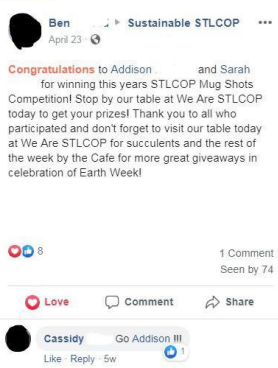 Ben ▸ Sustainable STLCOP ...
April 23 ·
Congratulations to Addison and Sarah
for winning this years STLCOP Mug Shots
Competition! Stop by our table at We Are STLCOP
today to get your prizes! Thank you to all who
participated and don't forget to visit our table today
at We Are STLCOP for succulents and the rest of
the week by the Cafe for more great giveaways in
celebration of Earth Week!
8
1 Comment
Seen by 74
Love Comment Share
Cassidy Go Addison !!!
1
Like · Reply · 5w